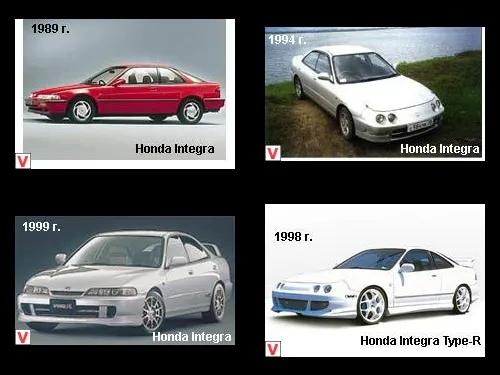 1989 г.
Honda Integra
V
1994 г.
Honda Integra
V
1999 г.
Honda Integra
V
1998 г.
Honda Integra Type-R
V